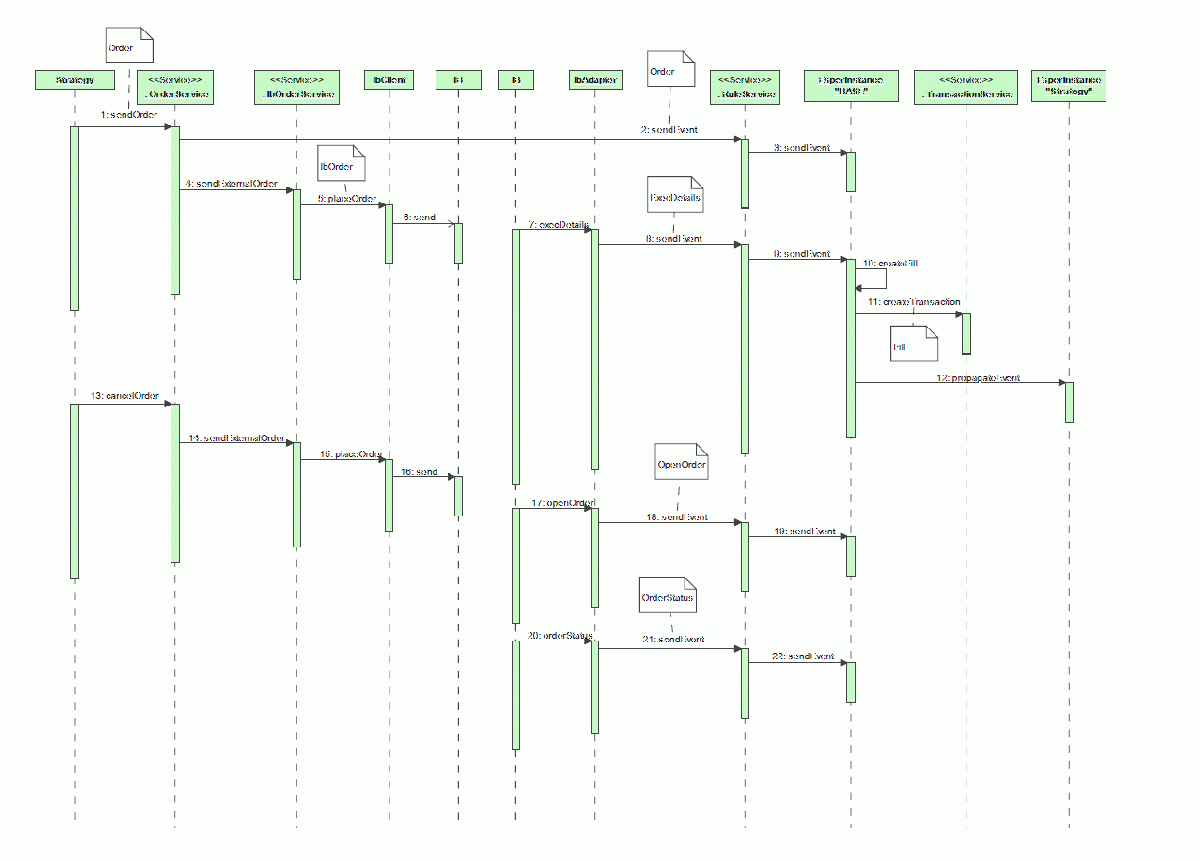 Order
Order
Strategy
<<Service>>
:OrderService
<<Service>>
:IbOrderService
IbClient
IB
IB
IbAdapter
<<Service>>
:RuleService
EsperInstance
"BASE"
<<Service>>
:TransactionService
EsperInstance
"Strategy"
1: sendOrder
2: sendEvent
3: sendEvent
IbOrder
4: sendExternalOrder
5: placeOrder
6: send
ExecDetails
7: execDetails
8: sendEvent
9: sendEvent
10: createFill
11: createTransaction
Fill
12: propagateEvent
13: cancelOrder
14: sendExternalOrder
15: placeOrder
16: send
OpenOrder
17: openOrder
18: sendEvent
19: sendEvent
OrderStatus
20: orderStatus
21: sendEvent
22: sendEvent